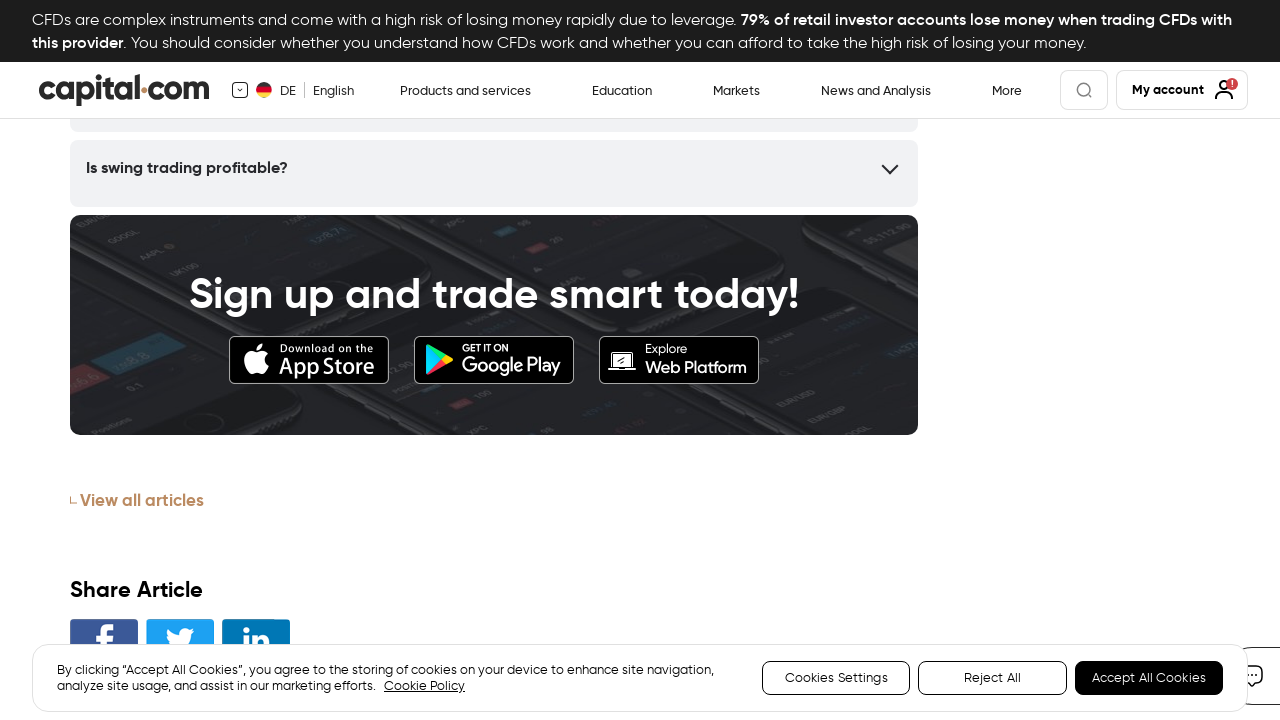 CFDs are complex instruments and come with a high risk of losing money rapidly due to leverage. 79% of retail investor accounts lose money when trading CFDs with
this provider. You should consider whether you understand how CFDs work and whether you can afford to take the high risk of losing your money.
capital.com
DE
English
Products and services
Education
Markets
News and Analysis
More
My account
!
Is swing trading profitable?
Sign up and trade smart today!
Download on the
App Store
GET IT ON
Google Play
Explore
Web Platform
View all articles
Share Article
By clicking “Accept All Cookies”, you agree to the storing of cookies on your device to enhance site navigation,
analyze site usage, and assist in our marketing efforts. Cookie Policy
Cookies Settings
Reject All
Accept All Cookies